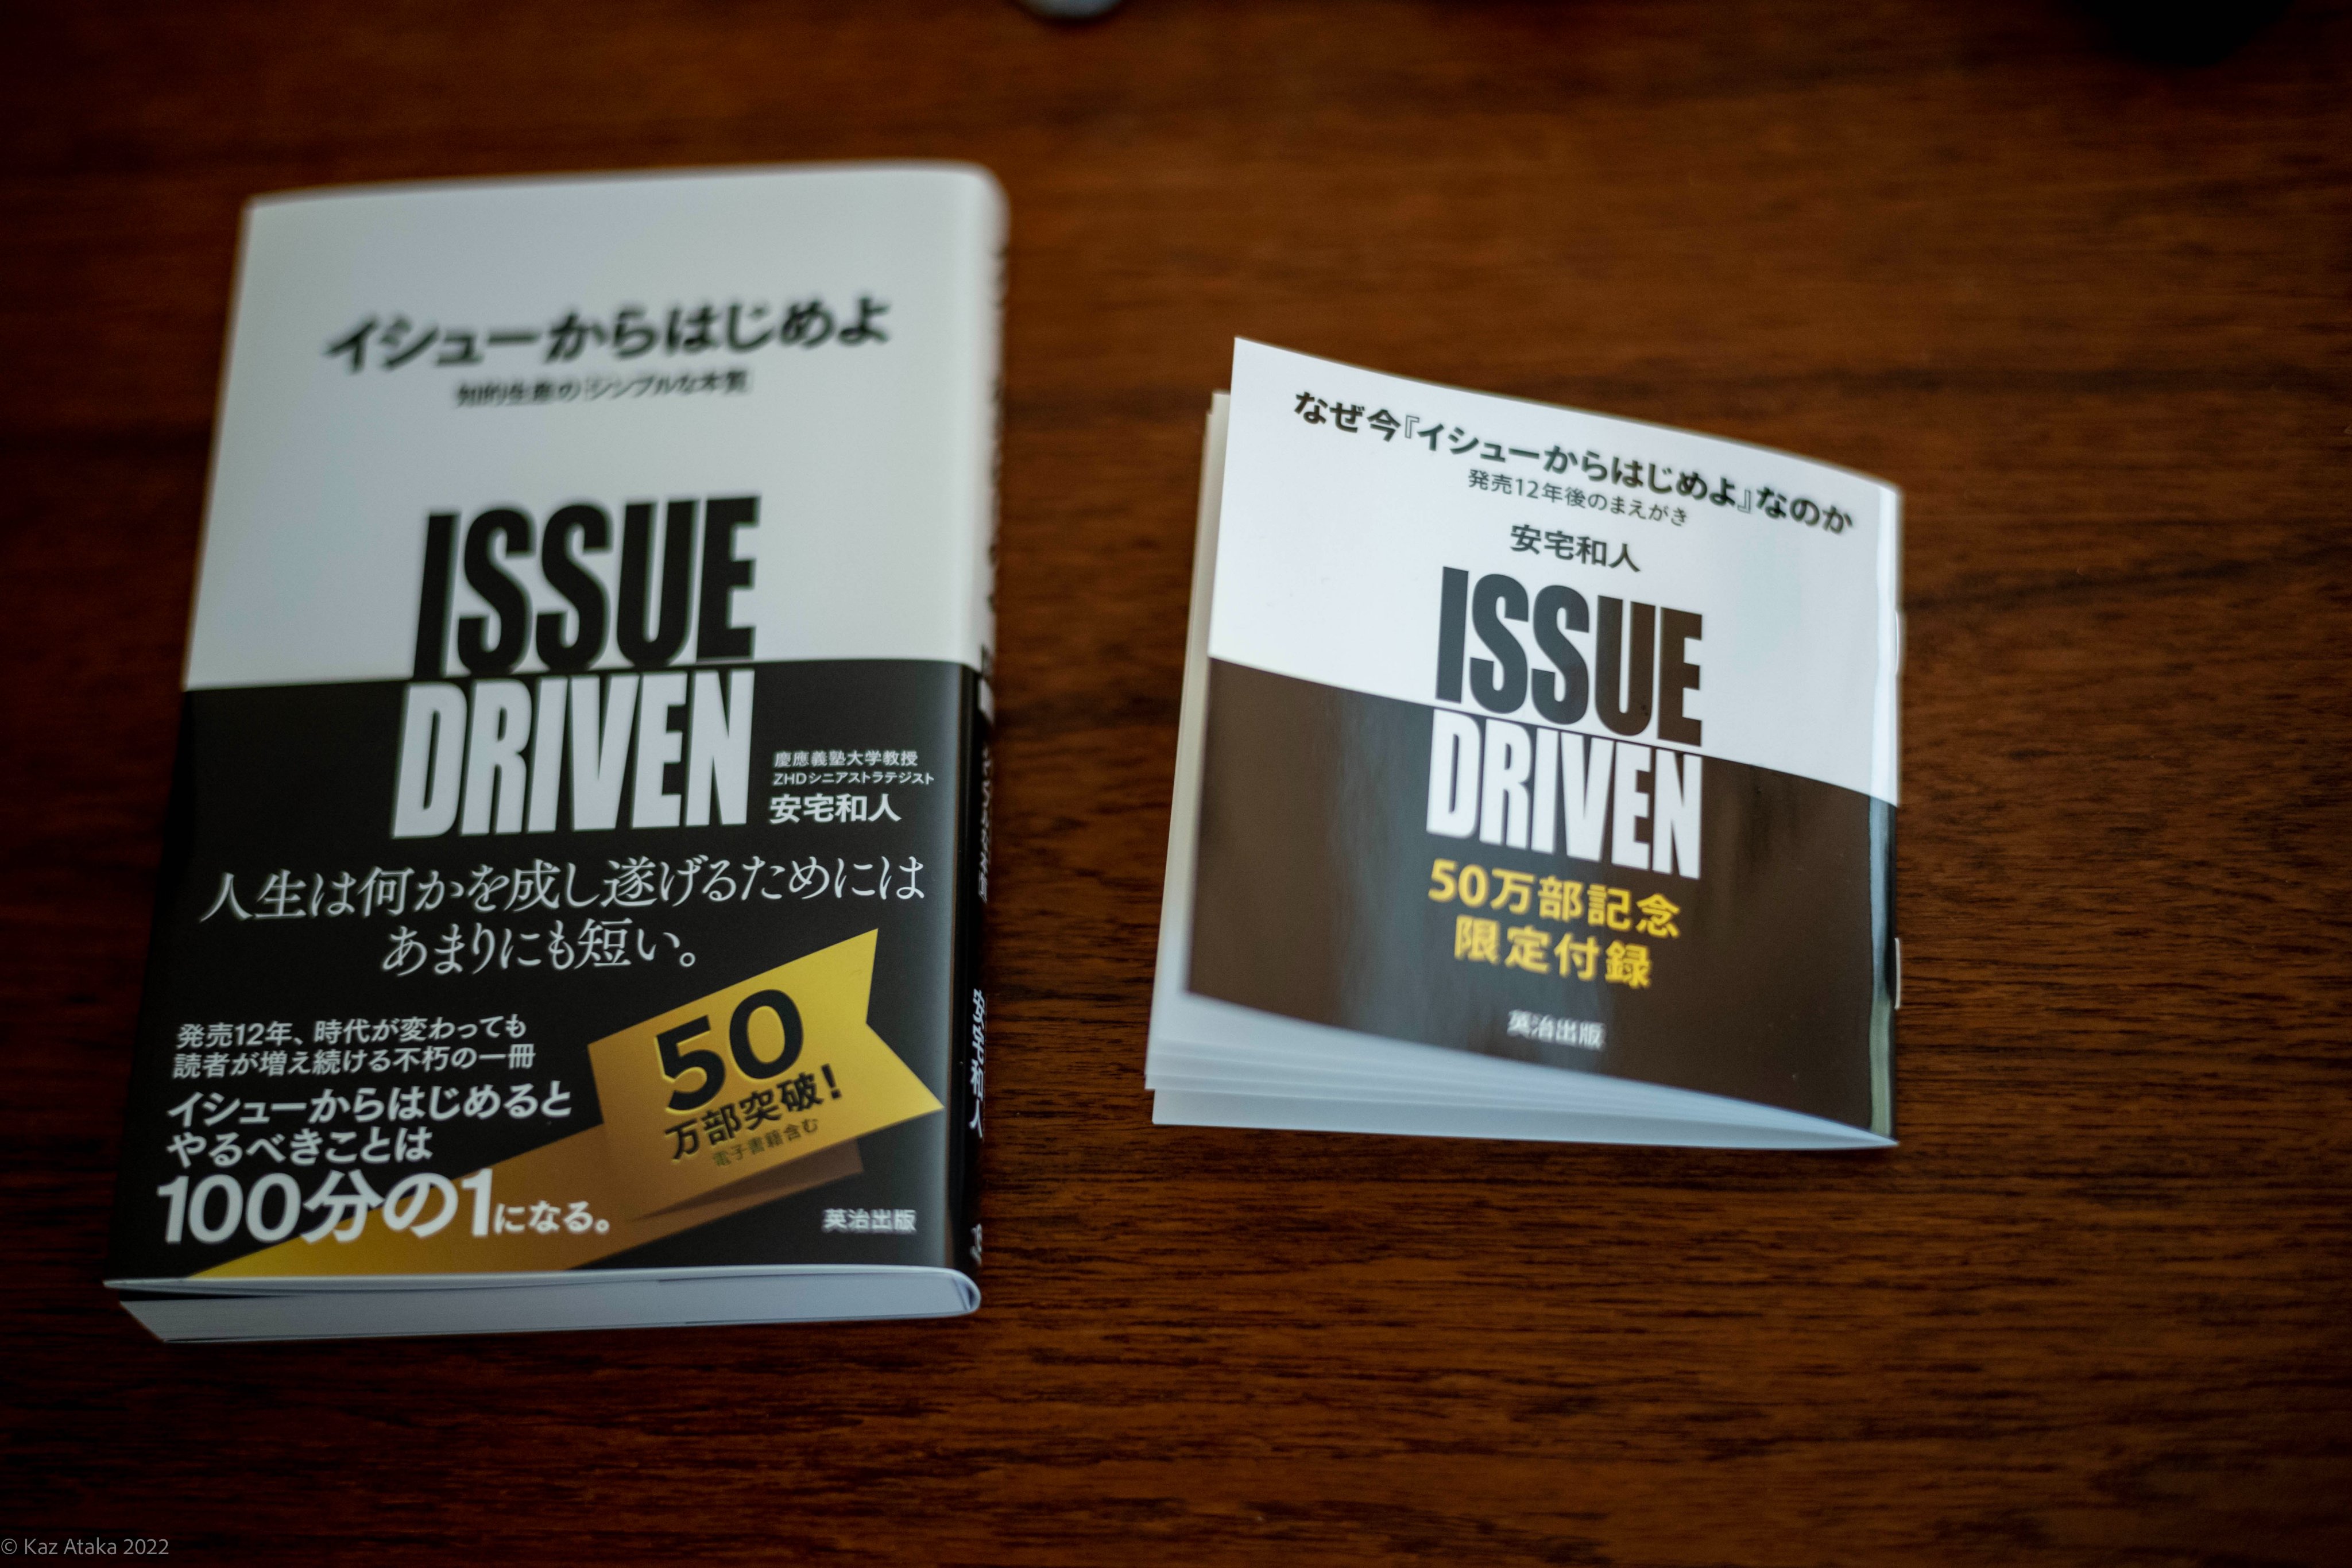 イシューからはじめよ
知的生産の「シンプルな本質」
ISSUE
DRIVEN
慶應義塾大学教授
ZHDシニアストラテジスト
安宅和人
人生は何かを成し遂げるためには
あまりにも短い。
発売12年、時代が変わっても
読者が増え続ける不朽の一冊
イシューからはじめると
やるべきことは
100分の1になる。
50
万部突破！
電子書籍含む
英治出版
安宅和人
なぜ今『イシューからはじめよ』なのか
発売12年後のまえがき
安宅和人
ISSUE
DRIVEN
50万部記念
限定付録
英治出版
© Kaz Ataka 2022